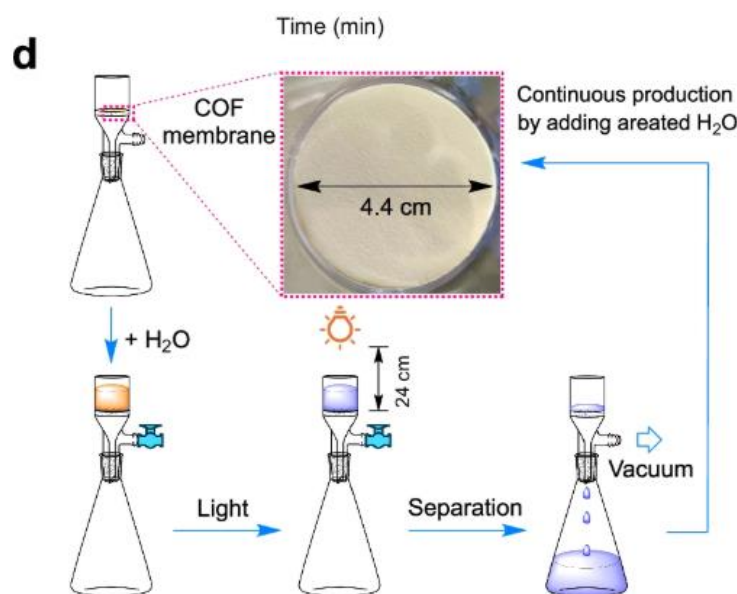 Time (min)
d
COF
membrane
4.4 cm
Continuous production
by adding areated H₂O
+ H₂O
24 cm
Light
Separation
Vacuum